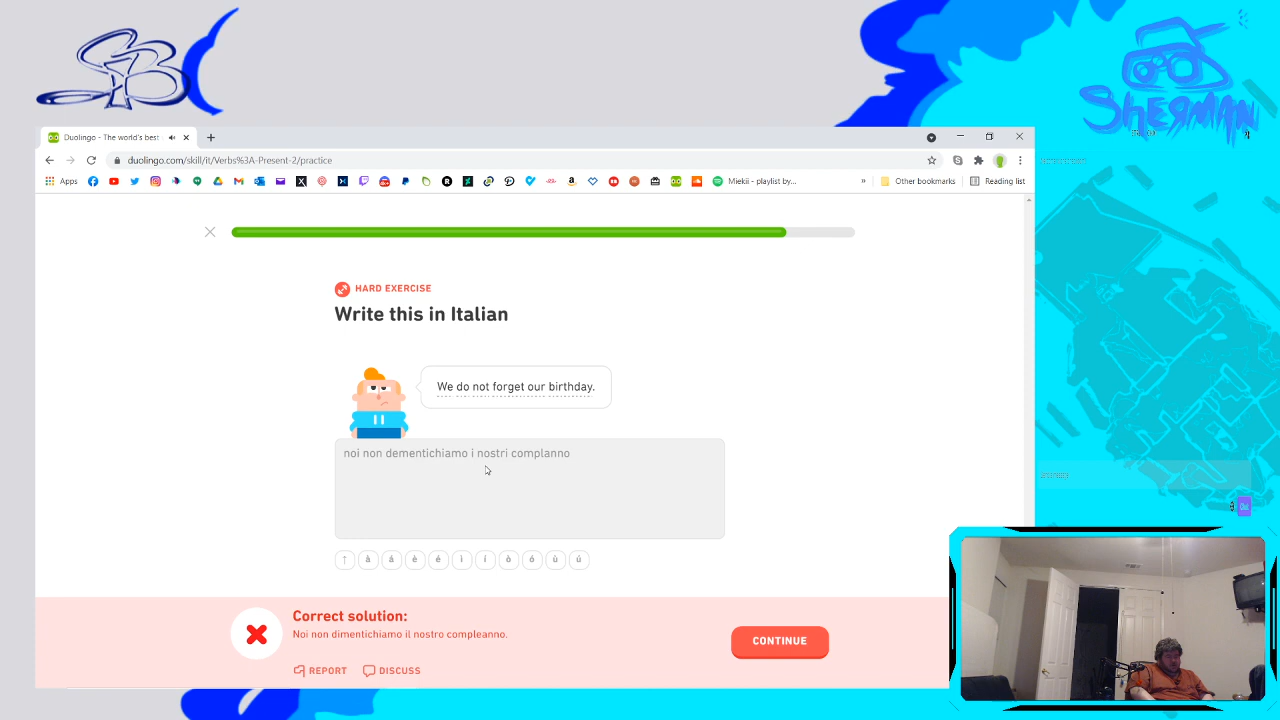 SHERMAN
Duolingo - The world's best
duolingo.com/skill/it/Verbs%3A-Present-2/practice
Apps
Miekii - playlist by...
»
Other bookmarks
Reading list
HARD EXERCISE
Write this in Italian
We do not forget our birthday.
noi non dementichiamo i nostri complanno
↑ à á è é ì í ò ó ù ú
Correct solution:
Noi non dimentichiamo il nostro compleanno.
CONTINUE
REPORT
DISCUSS